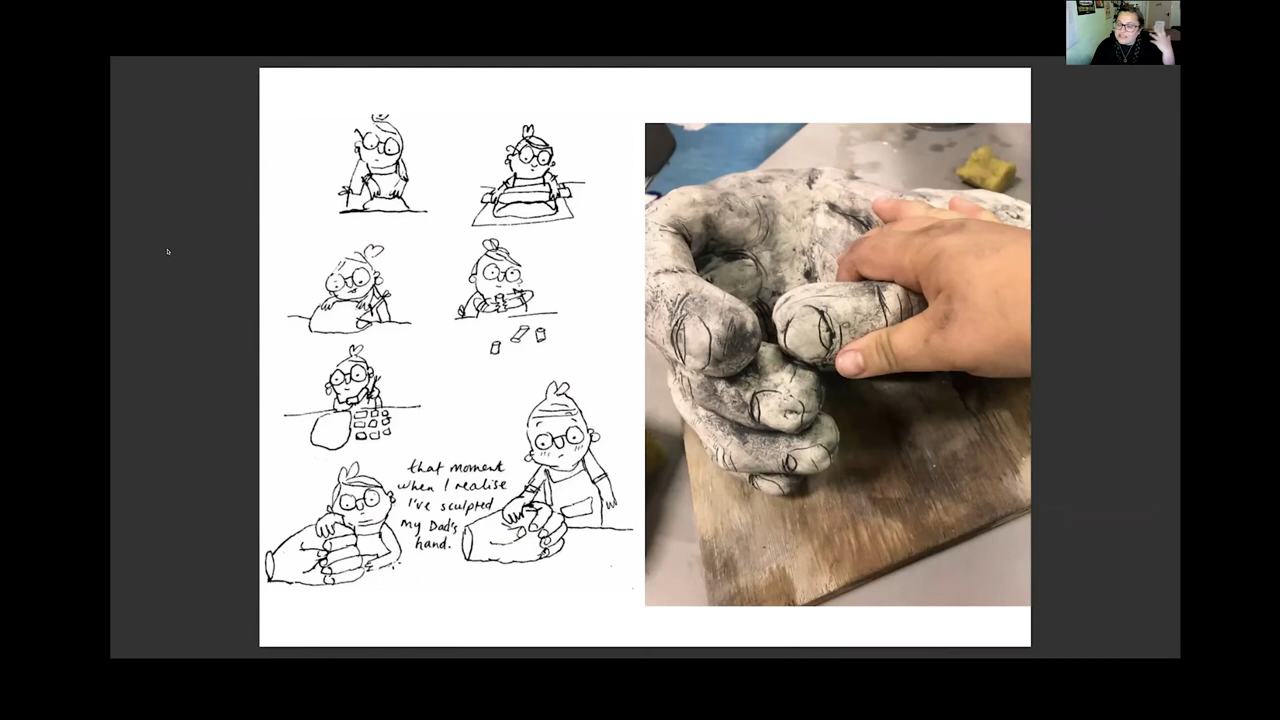 that moment
when I realise
I've sculpted
my Dad's
hand.